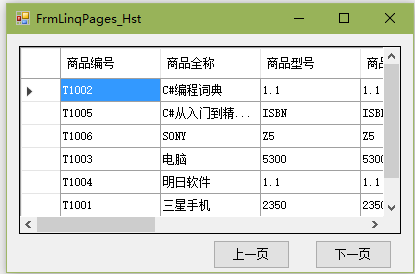 FrmLinqPages_Hst
商品编号 商品全称 商品型号 商品
T1002 C#编程词典 1.1 1.1
T1005 C#从入门到精... ISBN ISBN
T1006 SONY Z5 Z5
T1003 电脑 5300 5300
T1004 明日软件 1.1 1.1
T1001 三星手机 2350 2350
上一页 下一页